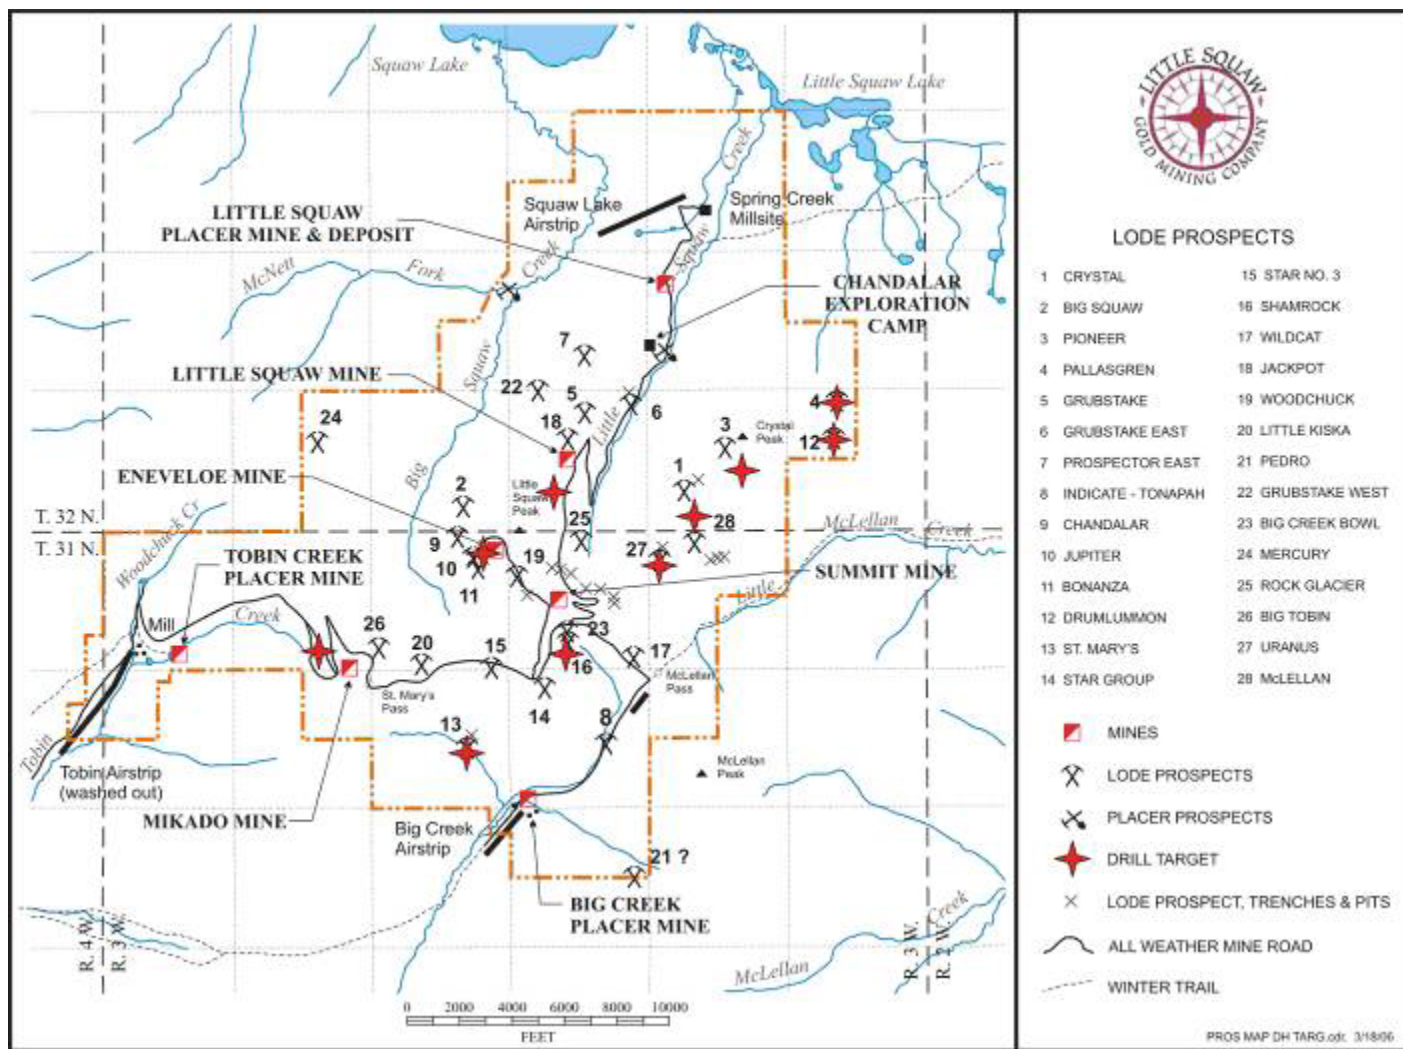 Squaw Lake
Little Squaw Lake
LITTLE SQUAW
PLACER MINE & DEPOSIT
Squaw Lake
Airstrip
Creek
Spring Creek
Millsite
McNett
Fork
Creek
Squaw
CHANDALAR
EXPLORATION
CAMP
7
LITTLE SQUAW MINE
Squaw
22
5
6
4
24
18
Little
3
Crystal
Peak
12
ENEVELOE MINE
Big
2
Little
Squaw
Peak
1
T. 32 N.
T. 31 N.
Woodchuck Cr
9
10
11
19
25
27
28
McLellan
Creek
TOBIN CREEK
PLACER MINE
SUMMIT MINE
Little
Mill
Creek
26
20
15
23
16
17
McLellan
Pass
St. Mary's
Pass
14
13
8
Tobin
Tobin Airstrip
(washed out)
McLellan
Peak
MIKADO MINE
Big Creek
Airstrip
21 ?
BIG CREEK
PLACER MINE
R. 4 W.
R. 3 W.
R. 3 W.
R. 2 W.
McLellan
Creek
0 2000 4000 6000 8000 10000
FEET
LITTLE SQUAW
GOLD MINING COMPANY
LODE PROSPECTS
1 CRYSTAL
2 BIG SQUAW
3 PIONEER
4 PALLASGREN
5 GRUBSTAKE
6 GRUBSTAKE EAST
7 PROSPECTOR EAST
8 INDICATE - TONAPAH
9 CHANDALAR
10 JUPITER
11 BONANZA
12 DRUMLUMMON
13 ST. MARY'S
14 STAR GROUP
15 STAR NO. 3
16 SHAMROCK
17 WILDCAT
18 JACKPOT
19 WOODCHUCK
20 LITTLE KISKA
21 PEDRO
22 GRUBSTAKE WEST
23 BIG CREEK BOWL
24 MERCURY
25 ROCK GLACIER
26 BIG TOBIN
27 URANUS
28 McLELLAN
MINES
LODE PROSPECTS
PLACER PROSPECTS
DRILL TARGET
LODE PROSPECT, TRENCHES & PITS
ALL WEATHER MINE ROAD
WINTER TRAIL
PROS MAP DH TARG.cdr. 3/18/06